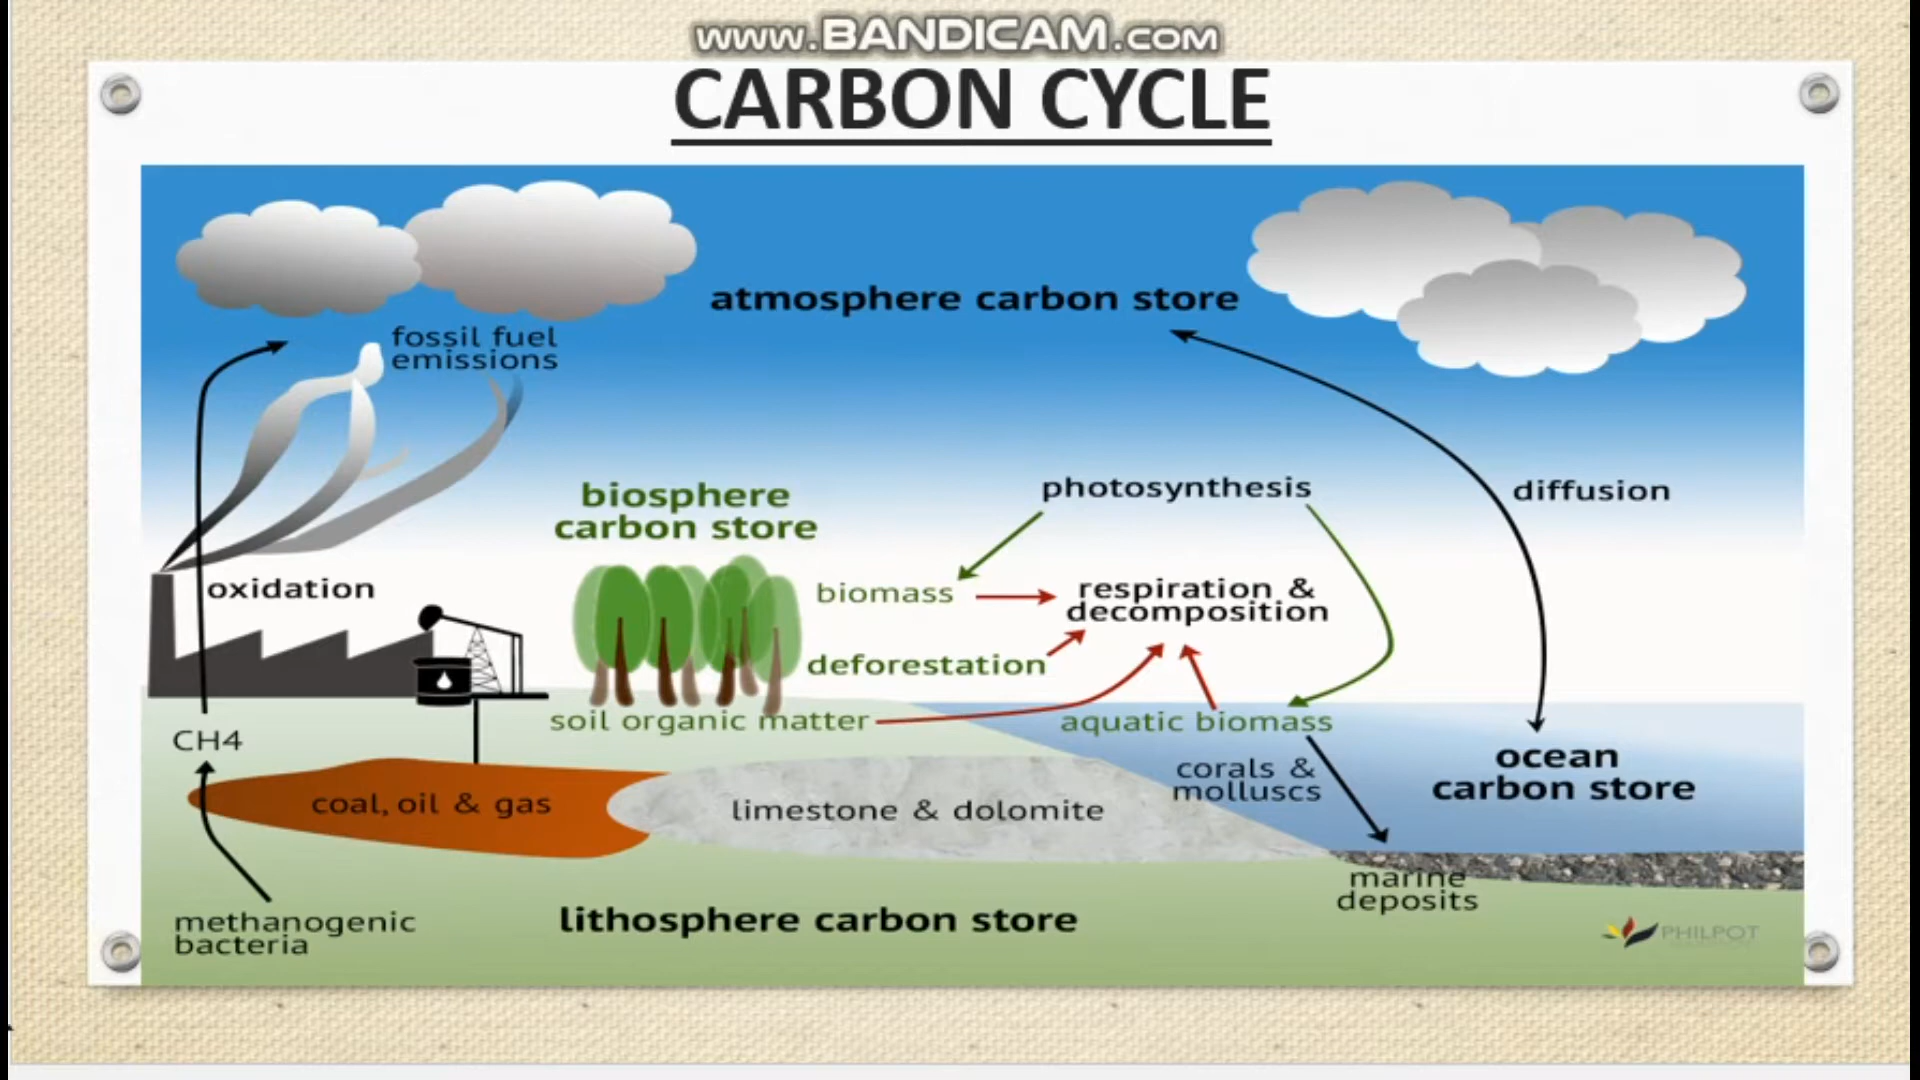 www.BANDICAM.com
CARBON CYCLE
atmosphere carbon store
fossil fuel
emissions
biosphere
carbon store
photosynthesis
diffusion
oxidation
biomass
respiration &
decomposition
deforestation
soil organic matter
aquatic biomass
CH4
corals &
molluscs
ocean
carbon store
coal, oil & gas
limestone & dolomite
marine
deposits
methanogenic
bacteria
lithosphere carbon store
PHILPOT